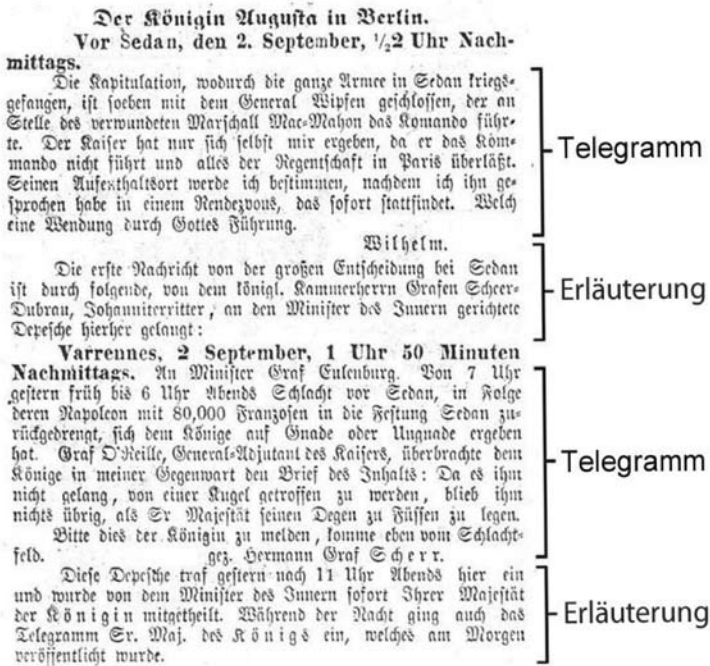 Der Königin Augusta in Berlin.
Vor Sedan, den 2. September, ½2 Uhr Nach-
mittags.
Die Kapitulation, wodurch die ganze Armee in Sedan kriegs-
gefangen, ist soeben mit dem General Wipfen geschlossen, der an
Stelle des verwundeten Marschall Mac-Mahon das Komando führ-
te. Der Kaiser hat nur sich selbst mir ergeben, da er das Kom-
mando nicht führt und alles der Regentschaft in Paris überläßt.
Seinen Aufenthaltsort werde ich bestimmen, nachdem ich ihn ge-
sprochen habe in einem Rendezvous, das sofort stattfindet. Welch
eine Wendung durch Gottes Führung.
Wilhelm.
Telegramm
Die erste Nachricht von der großen Entscheidung bei Sedan
ist durch folgende, von dem königl. Kammerherrn Grafen Scheer-
Dubrau, Johanniterritter, an den Minister des Innern gerichtete
Depesche hierher gelangt:
Erläuterung
Varrennes, 2 September, 1 Uhr 50 Minuten
Nachmittags. An Minister Graf Eulenburg. Von 7 Uhr
gestern früh bis 6 Uhr Abends Schlacht vor Sedan, in Folge
deren Napoleon mit 80,000 Franzosen in die Festung Sedan zu-
rückgedrengt, sich dem Könige auf Gnade oder Ungnade ergeben
hat. Graf O'Reille, General-Adjutant des Kaisers, überbrachte dem
Könige in meiner Gegenwart den Brief des Inhalts: Da es ihm
nicht gelang, von einer Kugel getroffen zu werden, blieb ihm
nichts übrig, als Sr Majestät seinen Degen zu Füssen zu legen.
Bitte dies der Königin zu melden, komme eben vom Schlacht-
feld. gez. Hermann Graf Scherr.
Telegramm
Diese Depesche traf gestern nach 11 Uhr Abends hier ein
und wurde von dem Minister des Innern sofort Ihrer Majestät
der Königin mitgetheilt. Während der Nacht ging auch das
Telegramm Sr. Maj. des Königs ein, welches am Morgen
veröffentlicht wurde.
Erläuterung